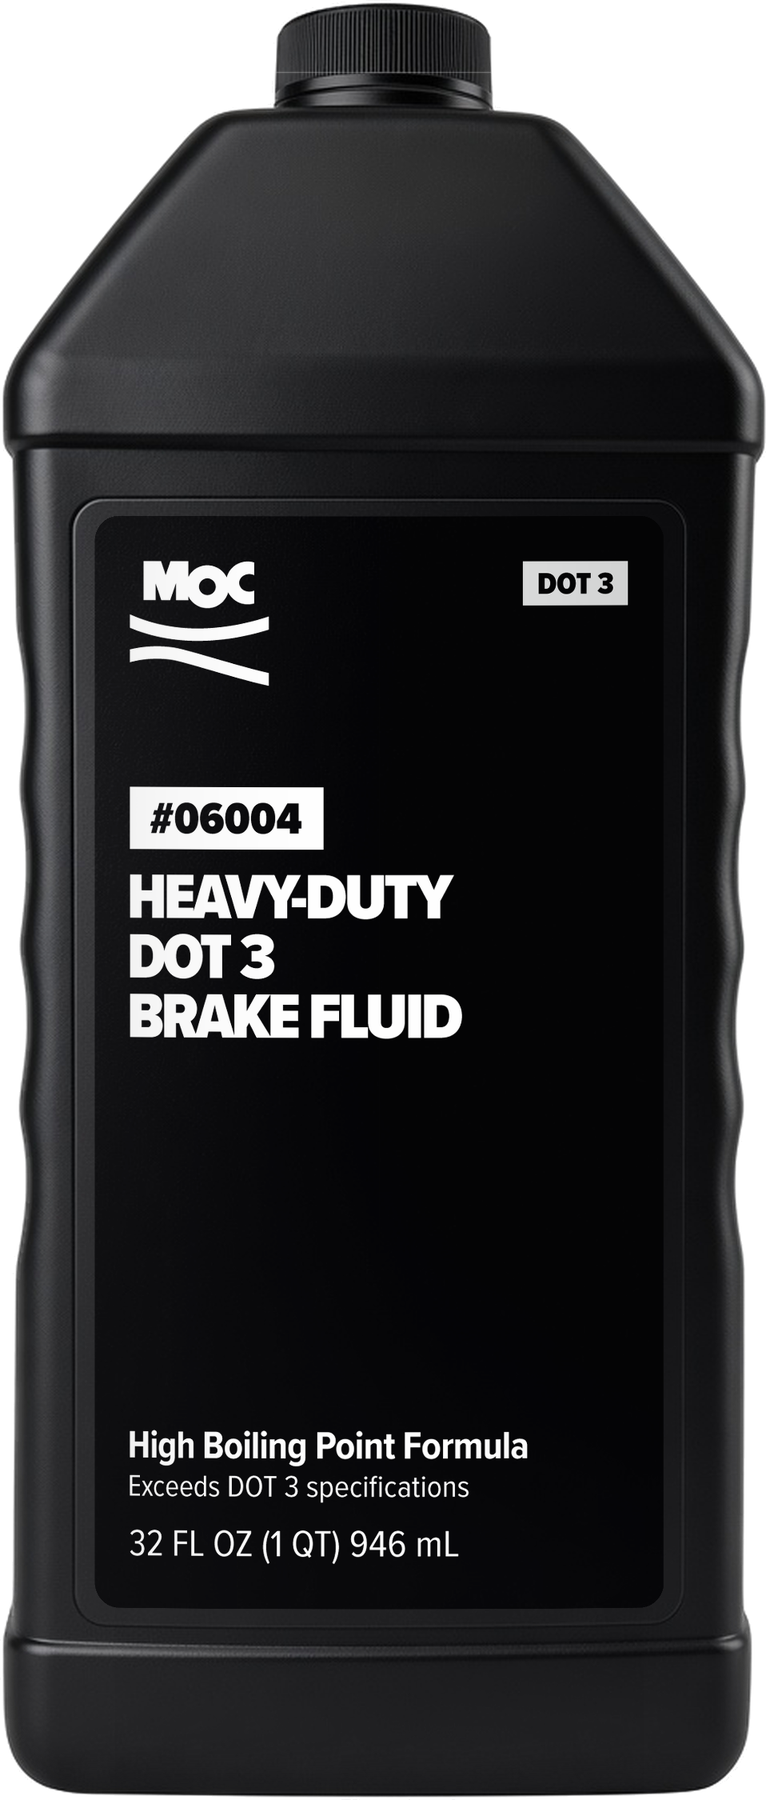 MOC
DOT 3
#06004
HEAVY-DUTY
DOT 3
BRAKE FLUID
High Boiling Point Formula
Exceeds DOT 3 specifications
32 FL OZ (1 QT) 946 mL